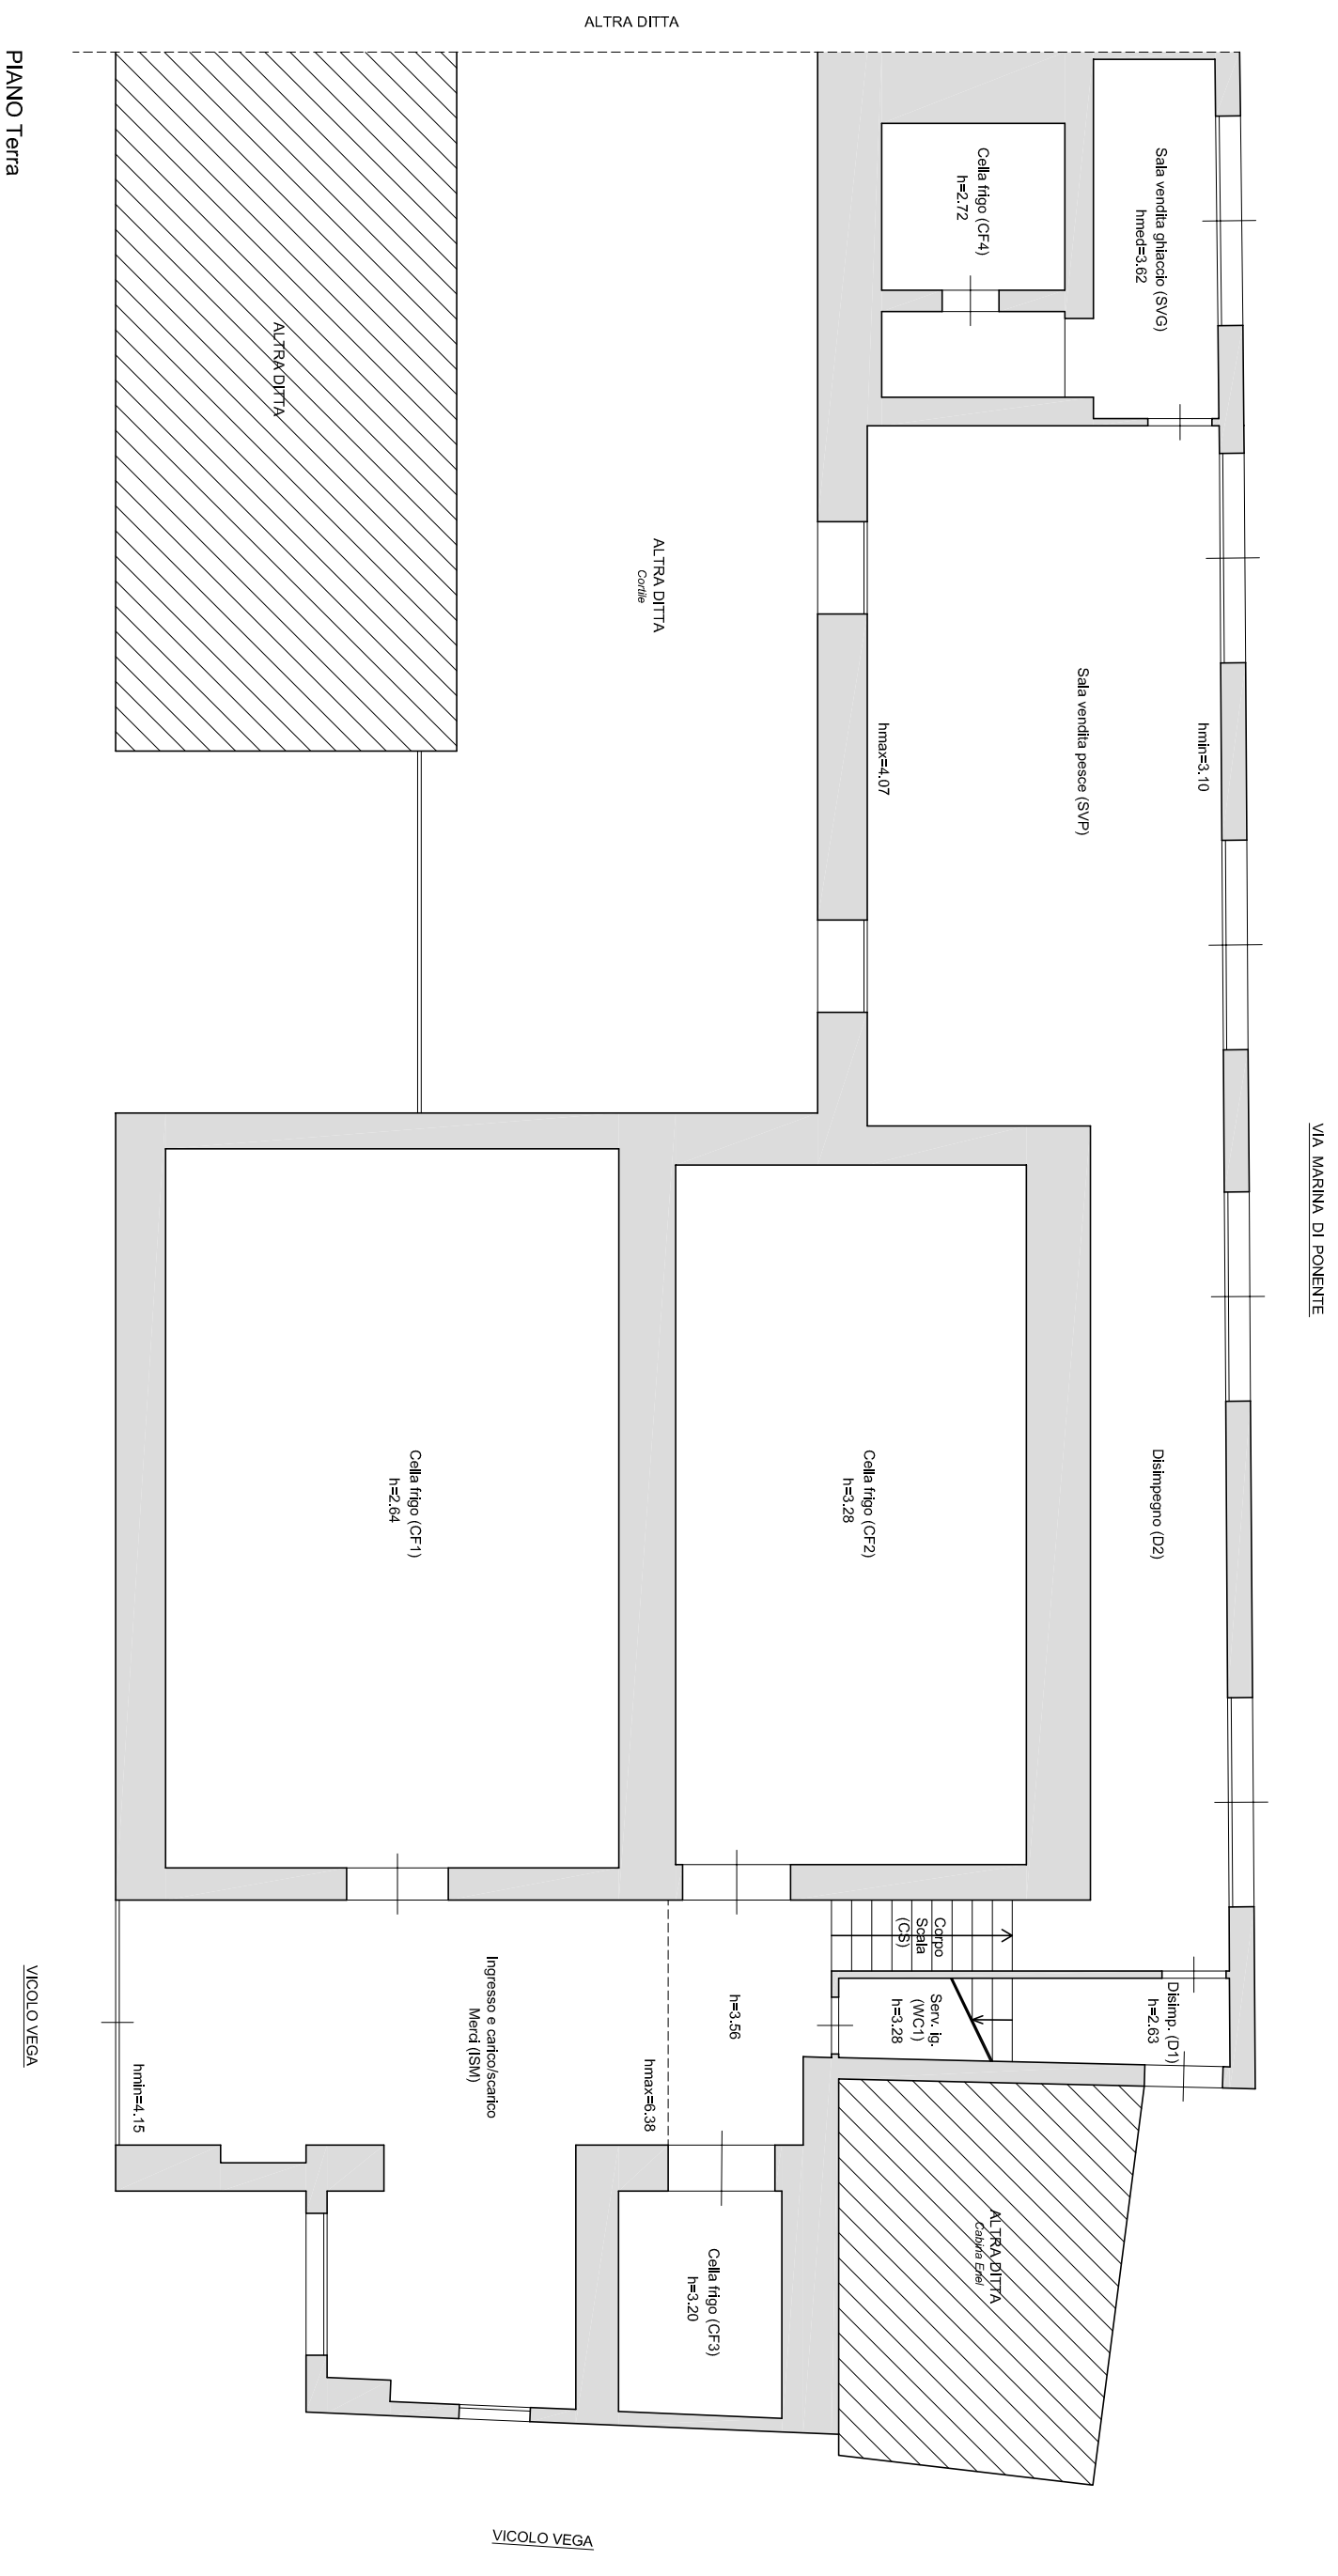 ALTRA DITTA
PIANO Terra
VIA MARINA DI PONENTE
Sala vendita ghiaccio (SVG)
hmed=3.62
Cella frigo (CF4)
h=2.72
ALTRA DITTA
ALTRA DITTA
Cortile
hmin=3.10
Sala vendita pesce (SVP)
hmax=4.07
Disimpegno (D2)
Cella frigo (CF2)
h=3.28
Cella frigo (CF1)
h=2.64
Corpo
Scala
(CS)
Disimp. (D1)
h=2.63
Serv. ig.
(WC1)
h=3.28
h=3.56
hmax=6.38
Ingresso e carico/scarico
Merci (ISM)
hmin=4.15
VICOLO VEGA
Cella frigo (CF3)
h=3.20
ALTRA DITTA
Cabina Enel
VICOLO VEGA